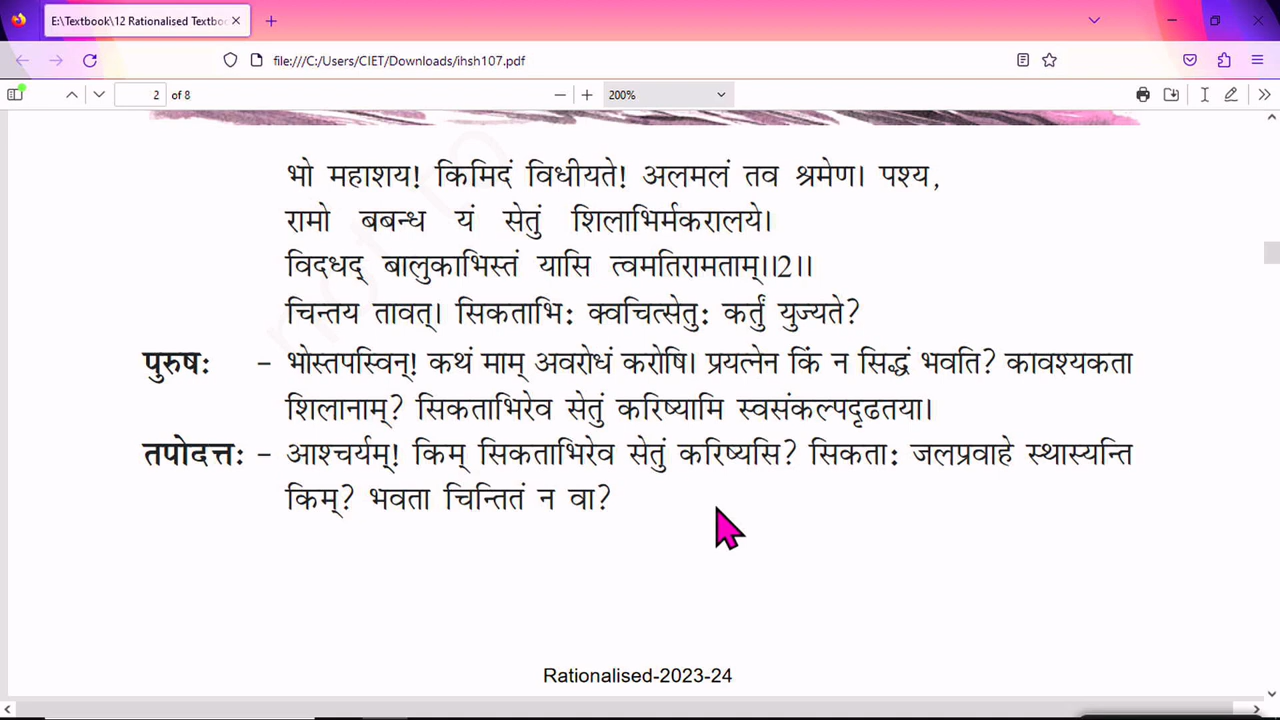 E:\Textbook\12 Rationalised Textbo
file:///C:/Users/CIET/Downloads/ihsh107.pdf
2 of 8
200%
भो महाशय! किमिदं विधीयते! अलमलं तव श्रमेण। पश्य,
रामो बबन्ध यं सेतुं शिलाभिर्मकरालये।
विदधद् बालुकाभिस्तं यासि त्वमतिरामताम्।।2।।
चिन्तय तावत्। सिकताभिः क्वचित्सेतुः कर्तुं युज्यते?
पुरुषः – भोस्तपस्विन्! कथं माम् अवरोधं करोषि। प्रयत्नेन किं न सिद्धं भवति? कावश्यकता
शिलानाम्? सिकताभिरेव सेतुं करिष्यामि स्वसंकल्पदृढतया।
तपोदत्तः – आश्चर्यम्! किम् सिकताभिरेव सेतुं करिष्यसि? सिकताः जलप्रवाहे स्थास्यन्ति
किम्? भवता चिन्तितं न वा?
Rationalised-2023-24